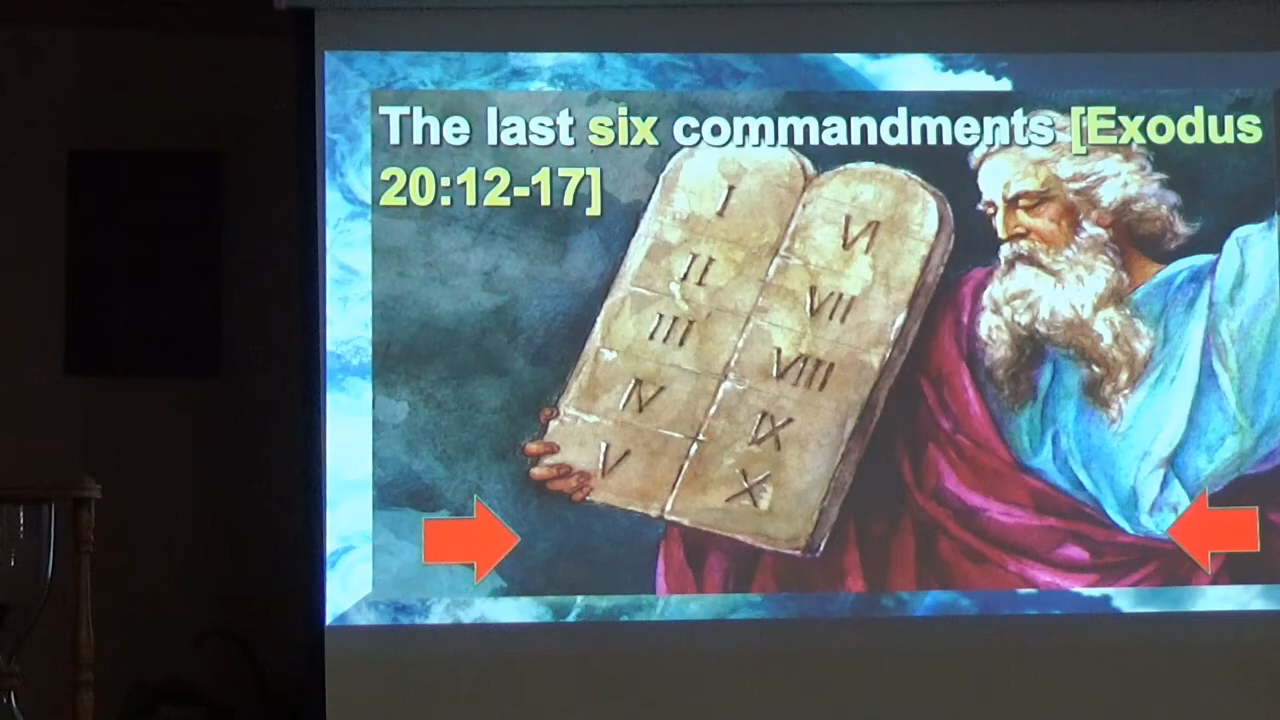 The last six commandments [Exodus
20:12-17]
I
II
III
IV
V
VI
VII
VIII
IX
X